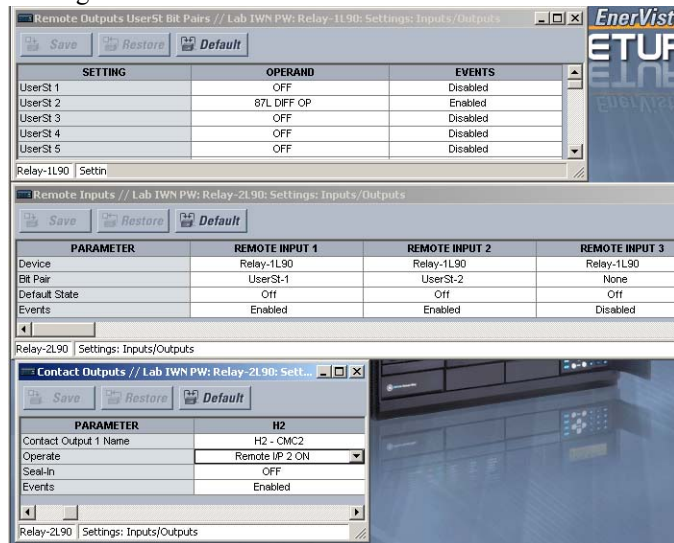 Remote Outputs UserSt Bit Pairs // Lab IWN PW: Relay-1L90: Settings: Inputs/Outputs
EnerVist
ETUP
Save Restore Default
SETTING OPERAND EVENTS
UserSt 1 OFF Disabled
UserSt 2 87L DIFF OP Enabled
UserSt 3 OFF Disabled
UserSt 4 OFF Disabled
UserSt 5 OFF Disabled
Relay-1L90 Settin
Remote Inputs // Lab IWN PW: Relay-2L90: Settings: Inputs/Outputs
Save Restore Default
PARAMETER REMOTE INPUT 1 REMOTE INPUT 2 REMOTE INPUT 3
Device Relay-1L90 Relay-1L90 Relay-1L90
Bit Pair UserSt-1 UserSt-2 None
Default State Off Off Off
Events Enabled Enabled Disabled
Relay-2L90 Settings: Inputs/Outputs
Contact Outputs // Lab IWN PW: Relay-2L90: Sett...
Save Restore Default
PARAMETER H2
Contact Output 1 Name H2 - CMC2
Operate Remote I/P 2 ON
Seal-In OFF
Events Enabled
Relay-2L90 Settings: Inputs/Outputs